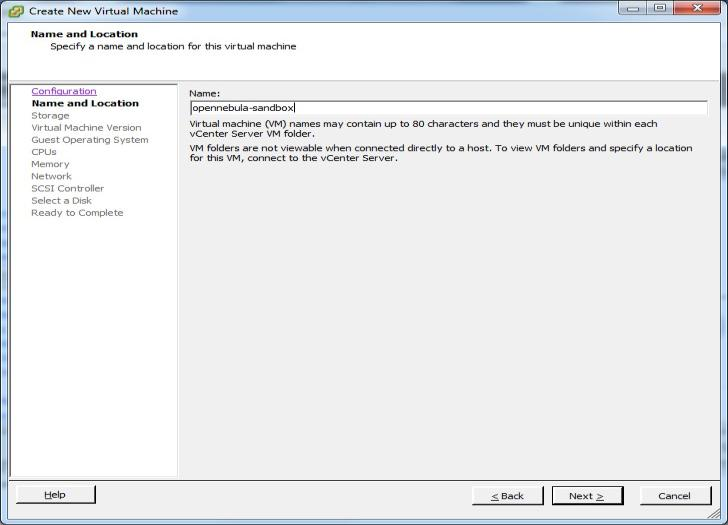 Create New Virtual Machine
Name and Location
Specify a name and location for this virtual machine
Configuration
Name and Location
Storage
Virtual Machine Version
Guest Operating System
CPUs
Memory
Network
SCSI Controller
Select a Disk
Ready to Complete
Name:
opennebula-sandbox
Virtual machine (VM) names may contain up to 80 characters and they must be unique within each
vCenter Server VM folder.
VM folders are not viewable when connected directly to a host. To view VM folders and specify a location
for this VM, connect to the vCenter Server.
Help
< Back
Next >
Cancel